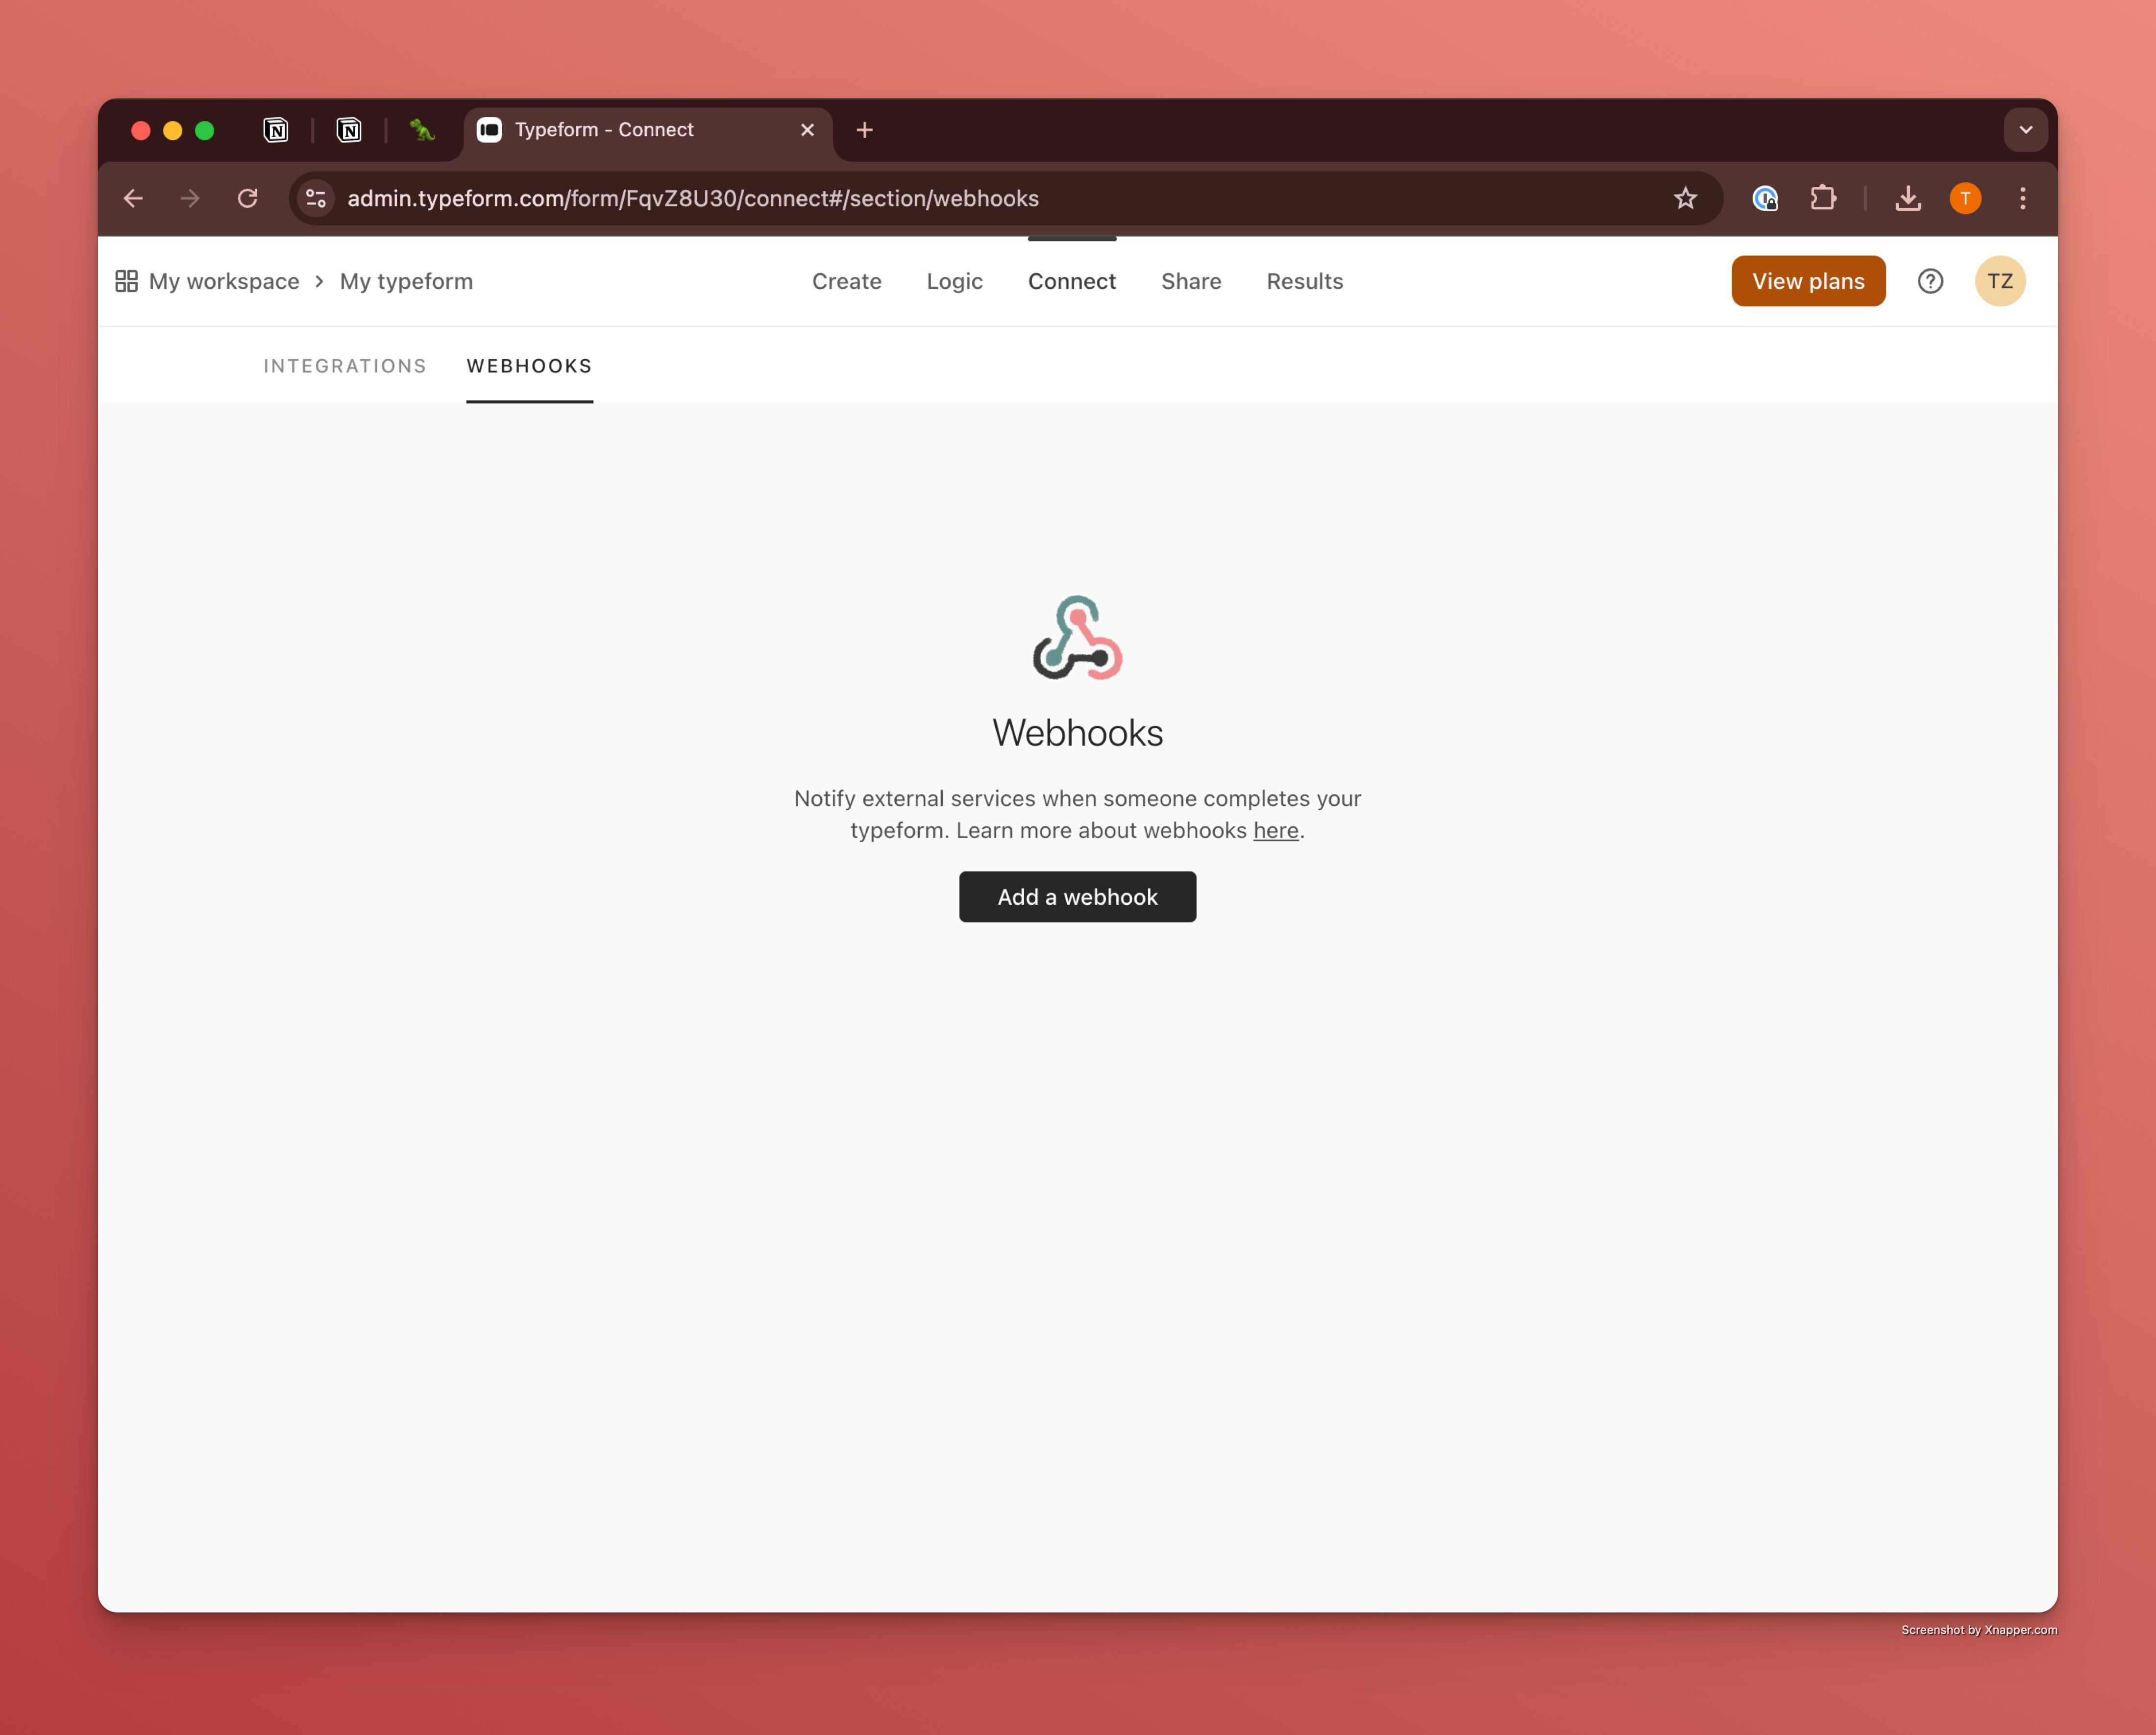 Typeform - Connect
admin.typeform.com/form/FqvZ8U30/connect#/section/webhooks
T
My workspace > My typeform
Create Logic Connect Share Results
View plans
TZ
INTEGRATIONS WEBHOOKS
Webhooks
Notify external services when someone completes your
typeform. Learn more about webhooks here.
Add a webhook
Screenshot by Xnapper.com